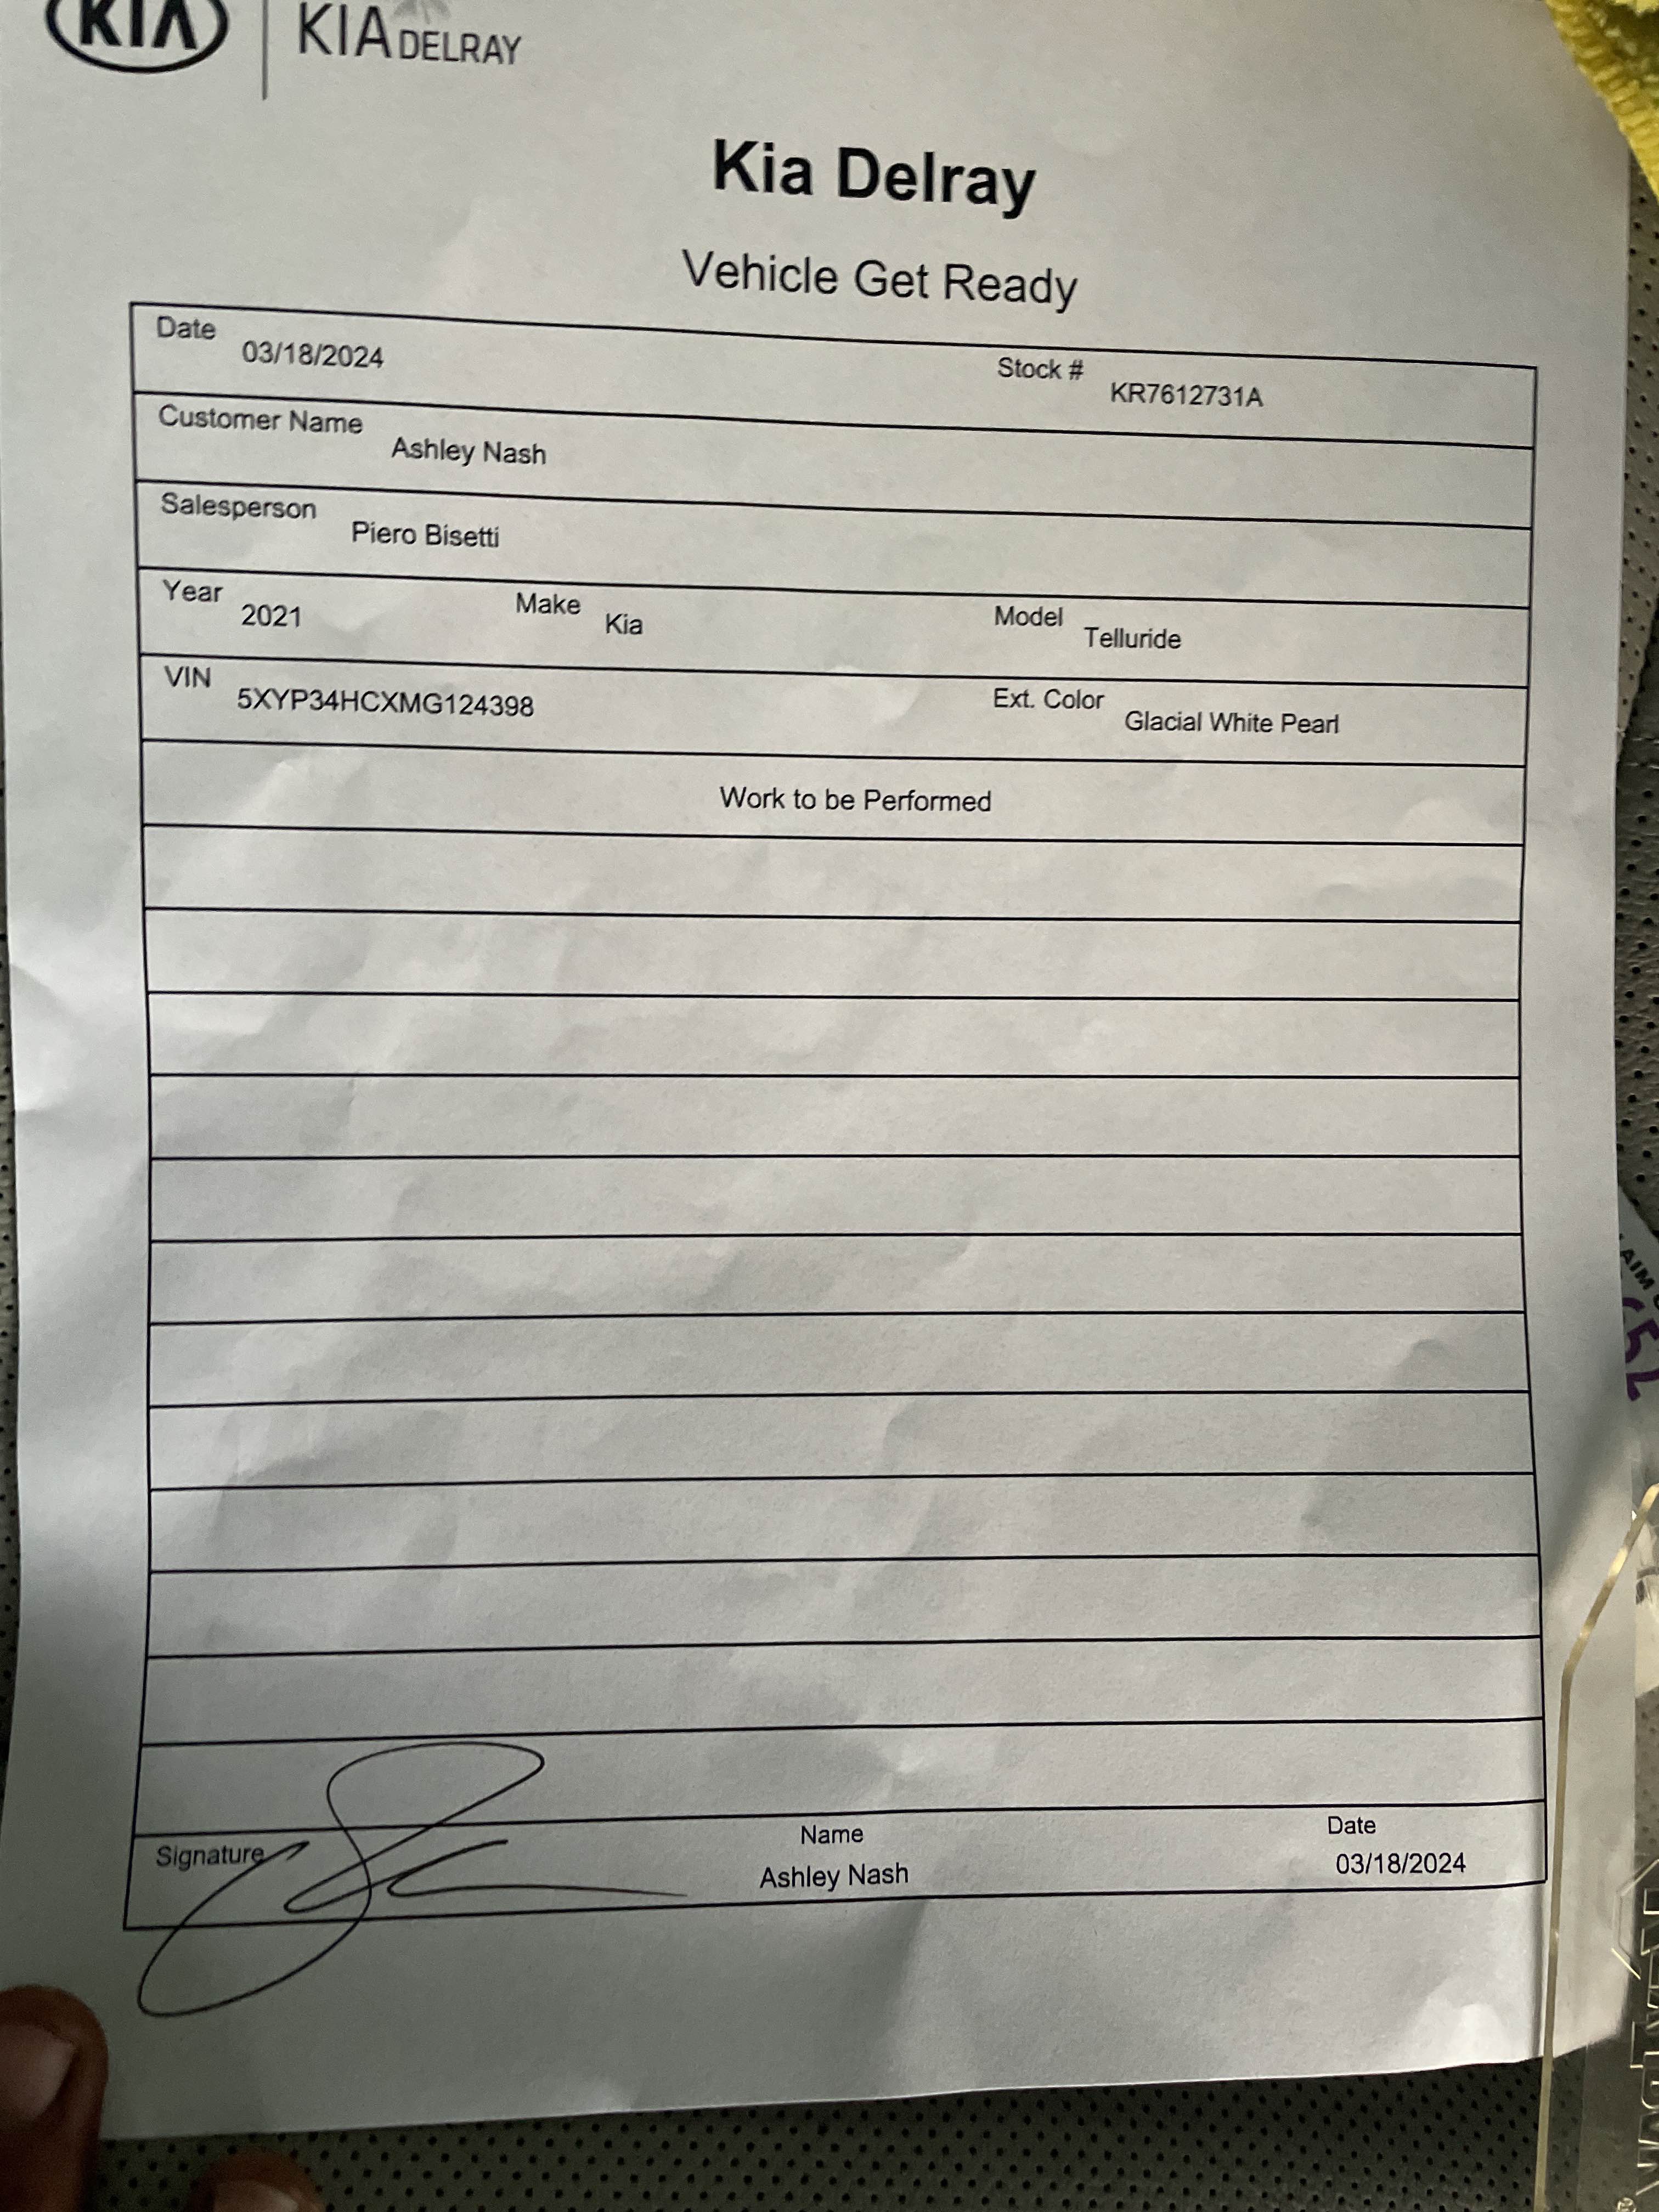 KIA
KIA DELRAY
Kia Delray
Vehicle Get Ready
Date 03/18/2024 Stock # KR7612731A
Customer Name Ashley Nash
Salesperson Piero Bisetti
Year 2021 Make Kia Model Telluride
VIN 5XYP34HCXMG124398 Ext. Color Glacial White Pearl
Work to be Performed
Signature Name Date
Ashley Nash 03/18/2024